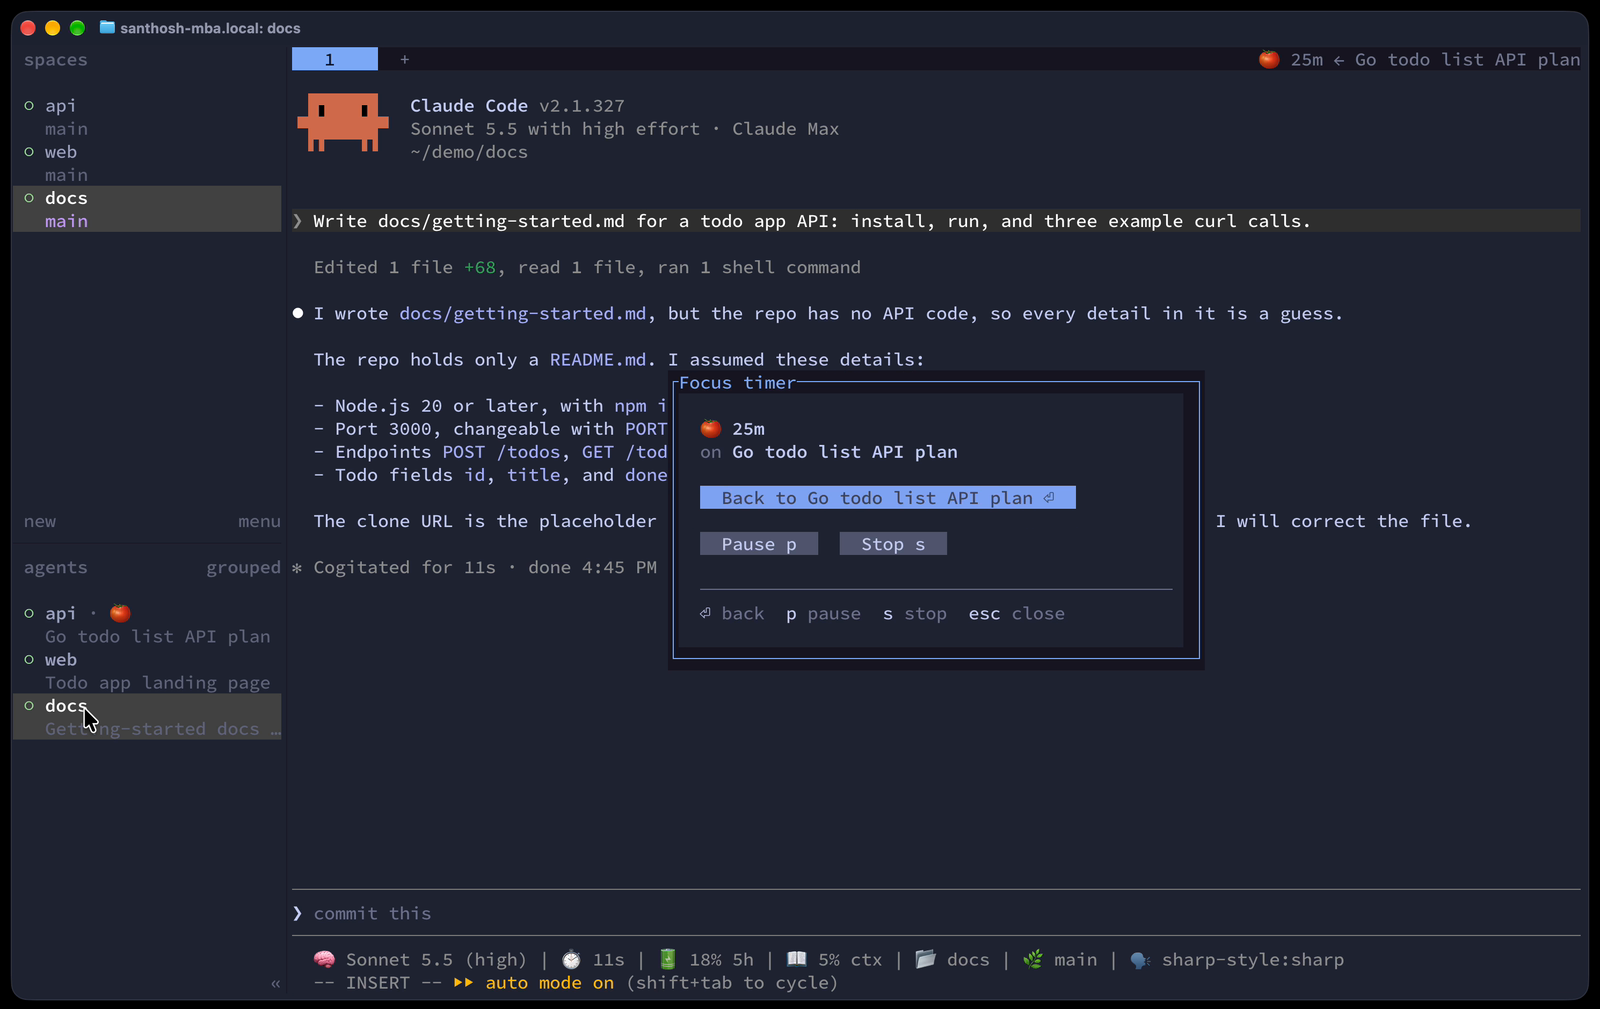 santhosh-mba.local: docs
spaces
api
main
web
main
docs
main
new menu
agents grouped
api ·
Go todo list API plan
web
Todo app landing page
docs
Getting-started docs …
«
1 +
25m ← Go todo list API plan
Claude Code v2.1.327
Sonnet 5.5 with high effort · Claude Max
~/demo/docs
❯ Write docs/getting-started.md for a todo app API: install, run, and three example curl calls.
Edited 1 file +68, read 1 file, ran 1 shell command
● I wrote docs/getting-started.md, but the repo has no API code, so every detail in it is a guess.
The repo holds only a README.md. I assumed these details:
- Node.js 20 or later, with npm i
- Port 3000, changeable with PORT
- Endpoints POST /todos, GET /tod
- Todo fields id, title, and done
The clone URL is the placeholder
I will correct the file.
✻ Cogitated for 11s · done 4:45 PM
Focus timer
25m
on Go todo list API plan
Back to Go todo list API plan ⏎
Pause p Stop s
⏎ back p pause s stop esc close
❯ commit this
Sonnet 5.5 (high) | 11s | 18% 5h | 5% ctx | docs | main | sharp-style:sharp
-- INSERT -- ⏵⏵ auto mode on (shift+tab to cycle)